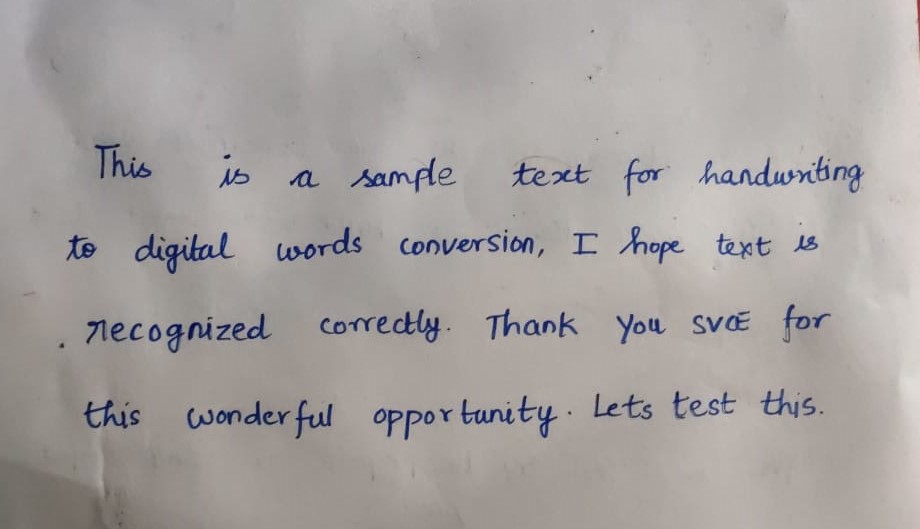 This is a sample text for handwriting
to digital words conversion, I hope text is
recognized correctly. Thank you SVCE for
this wonderful opportunity. Lets test this.